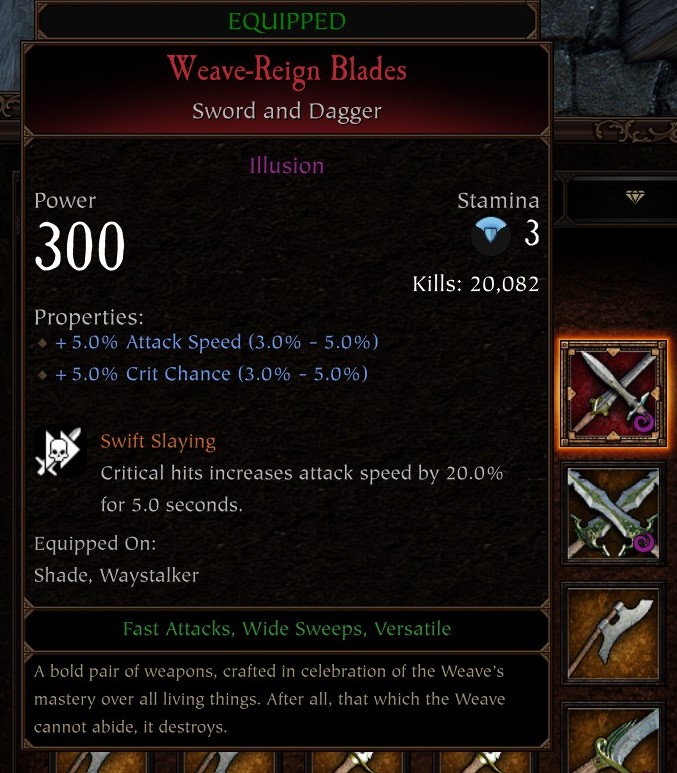 EQUIPPED
Weave-Reign Blades
Sword and Dagger
Illusion
Power
Stamina
300
3
Kills: 20,082
Properties:
+ 5.0% Attack Speed (3.0% - 5.0%)
+ 5.0% Crit Chance (3.0% - 5.0%)
Swift Slaying
Critical hits increases attack speed by 20.0%
for 5.0 seconds.
Equipped On:
Shade, Waystalker
Fast Attacks, Wide Sweeps, Versatile
A bold pair of weapons, crafted in celebration of the Weave's
mastery over all living things. After all, that which the Weave
cannot abide, it destroys.